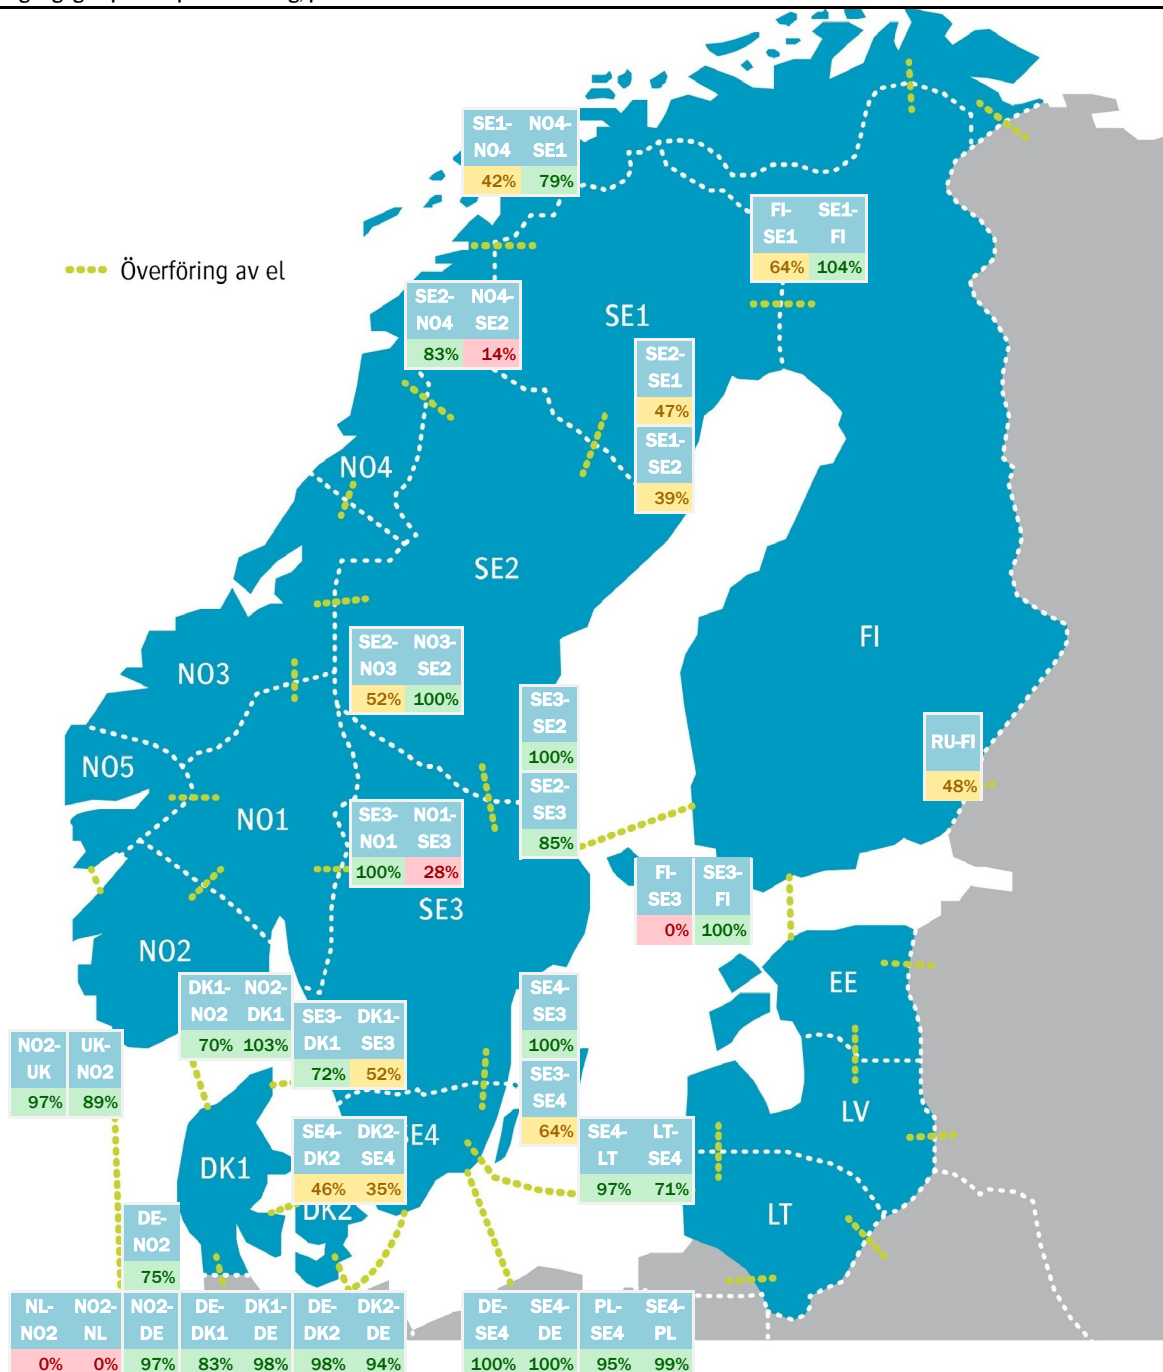 SE1- NO4-
NO4 SE1
42% 79%
FI- SE1-
SE1 FI
64% 104%
Överföring av el
SE2- NO4-
NO4 SE2
83% 14%
SE1
SE2-
SE1
47%
SE1-
SE2
39%
NO4
SE2
FI
SE2- NO3-
NO3 SE2
52% 100%
NO3
SE3-
SE2
100%
SE2-
SE3
85%
RU-FI
48%
NO5
NO1
SE3- NO1-
NO1 SE3
100% 28%
SE3
FI- SE3-
SE3 FI
0% 100%
NO2
EE
DK1- NO2-
NO2 DK1
70% 103%
SE3- DK1-
DK1 SE3
72% 52%
SE4-
SE3
100%
SE3-
SE4
64%
NO2- UK-
UK NO2
97% 89%
LV
SE4- DK2-
DK2 SE4
46% 35%
SE4
SE4- LT-
LT SE4
97% 71%
DK1
DK2
LT
DE-
NO2
75%
NL- NO2- NO2- DE- DK1- DE- DK2- DE- SE4- PL- SE4-
NO2 NL DE DK1 DE DK2 DE SE4 DE SE4 PL
0% 0% 97% 83% 98% 98% 94% 100% 100% 95% 99%